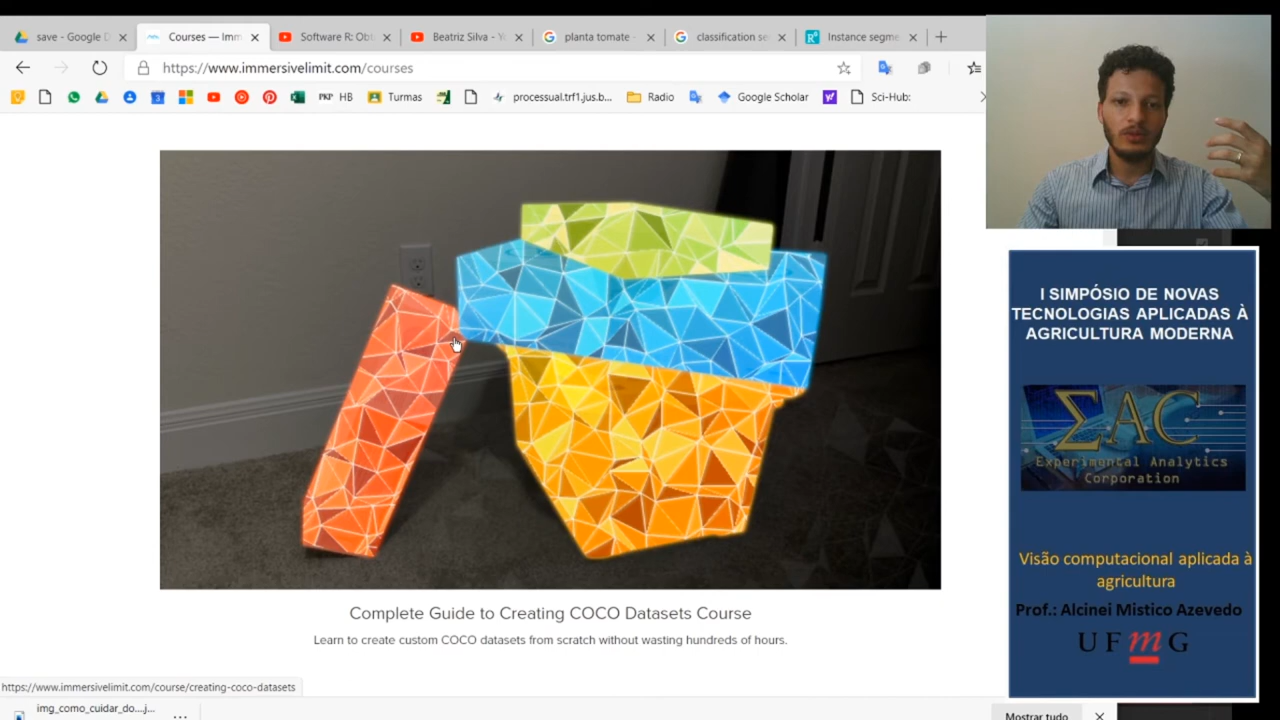 save - Google D
Courses — Imm
Software R: Obt
Beatriz Silva - Y
planta tomate -
classification se
Instance segme
https://www.immersivelimit.com/courses
PKP HB
Turmas
processual.trf1.jus.b...
Radio
Google Scholar
Sci-Hub:
I SIMPÓSIO DE NOVAS
TECNOLOGIAS APLICADAS À
AGRICULTURA MODERNA
ΣAC
Experimental Analytics
Corporation
Visão computacional aplicada à
agricultura
Prof.: Alcinei Mistico Azevedo
UFmG
Complete Guide to Creating COCO Datasets Course
Learn to create custom COCO datasets from scratch without wasting hundreds of hours.
https://www.immersivelimit.com/course/creating-coco-datasets
img_como_cuidar_do....j...
Mostrar tudo